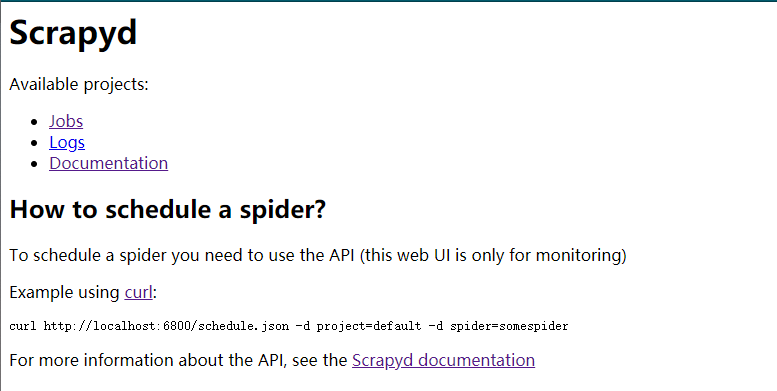 Scrapyd
Available projects:
Jobs
Logs
Documentation
How to schedule a spider?
To schedule a spider you need to use the API (this web UI is only for monitoring)
Example using curl:
curl http://localhost:6800/schedule.json -d project=default -d spider=somespider
For more information about the API, see the Scrapyd documentation